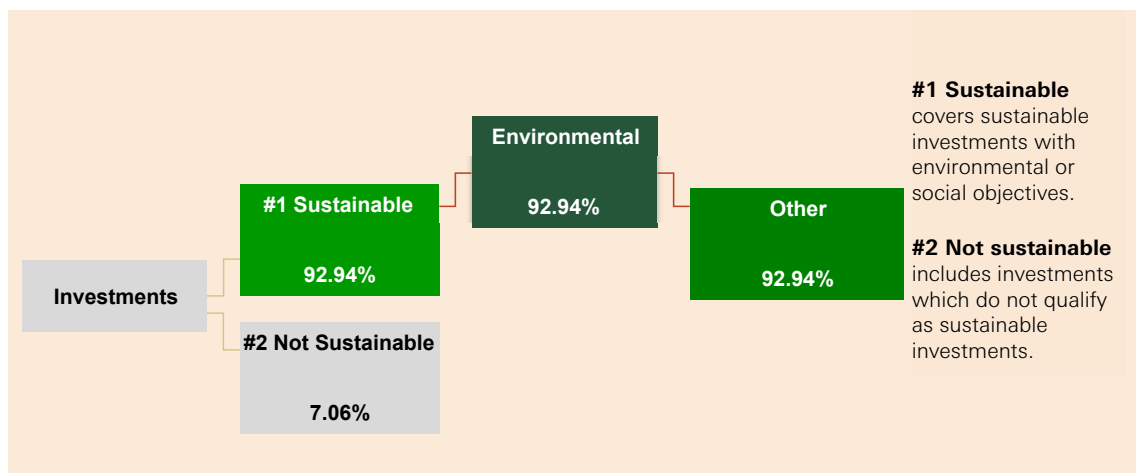 Investments
#1 Sustainable
92.94%
#2 Not Sustainable
7.06%
Environmental
92.94%
Other
92.94%
#1 Sustainable
covers sustainable
investments with
environmental or
social objectives.
#2 Not sustainable
includes investments
which do not qualify
as sustainable
investments.